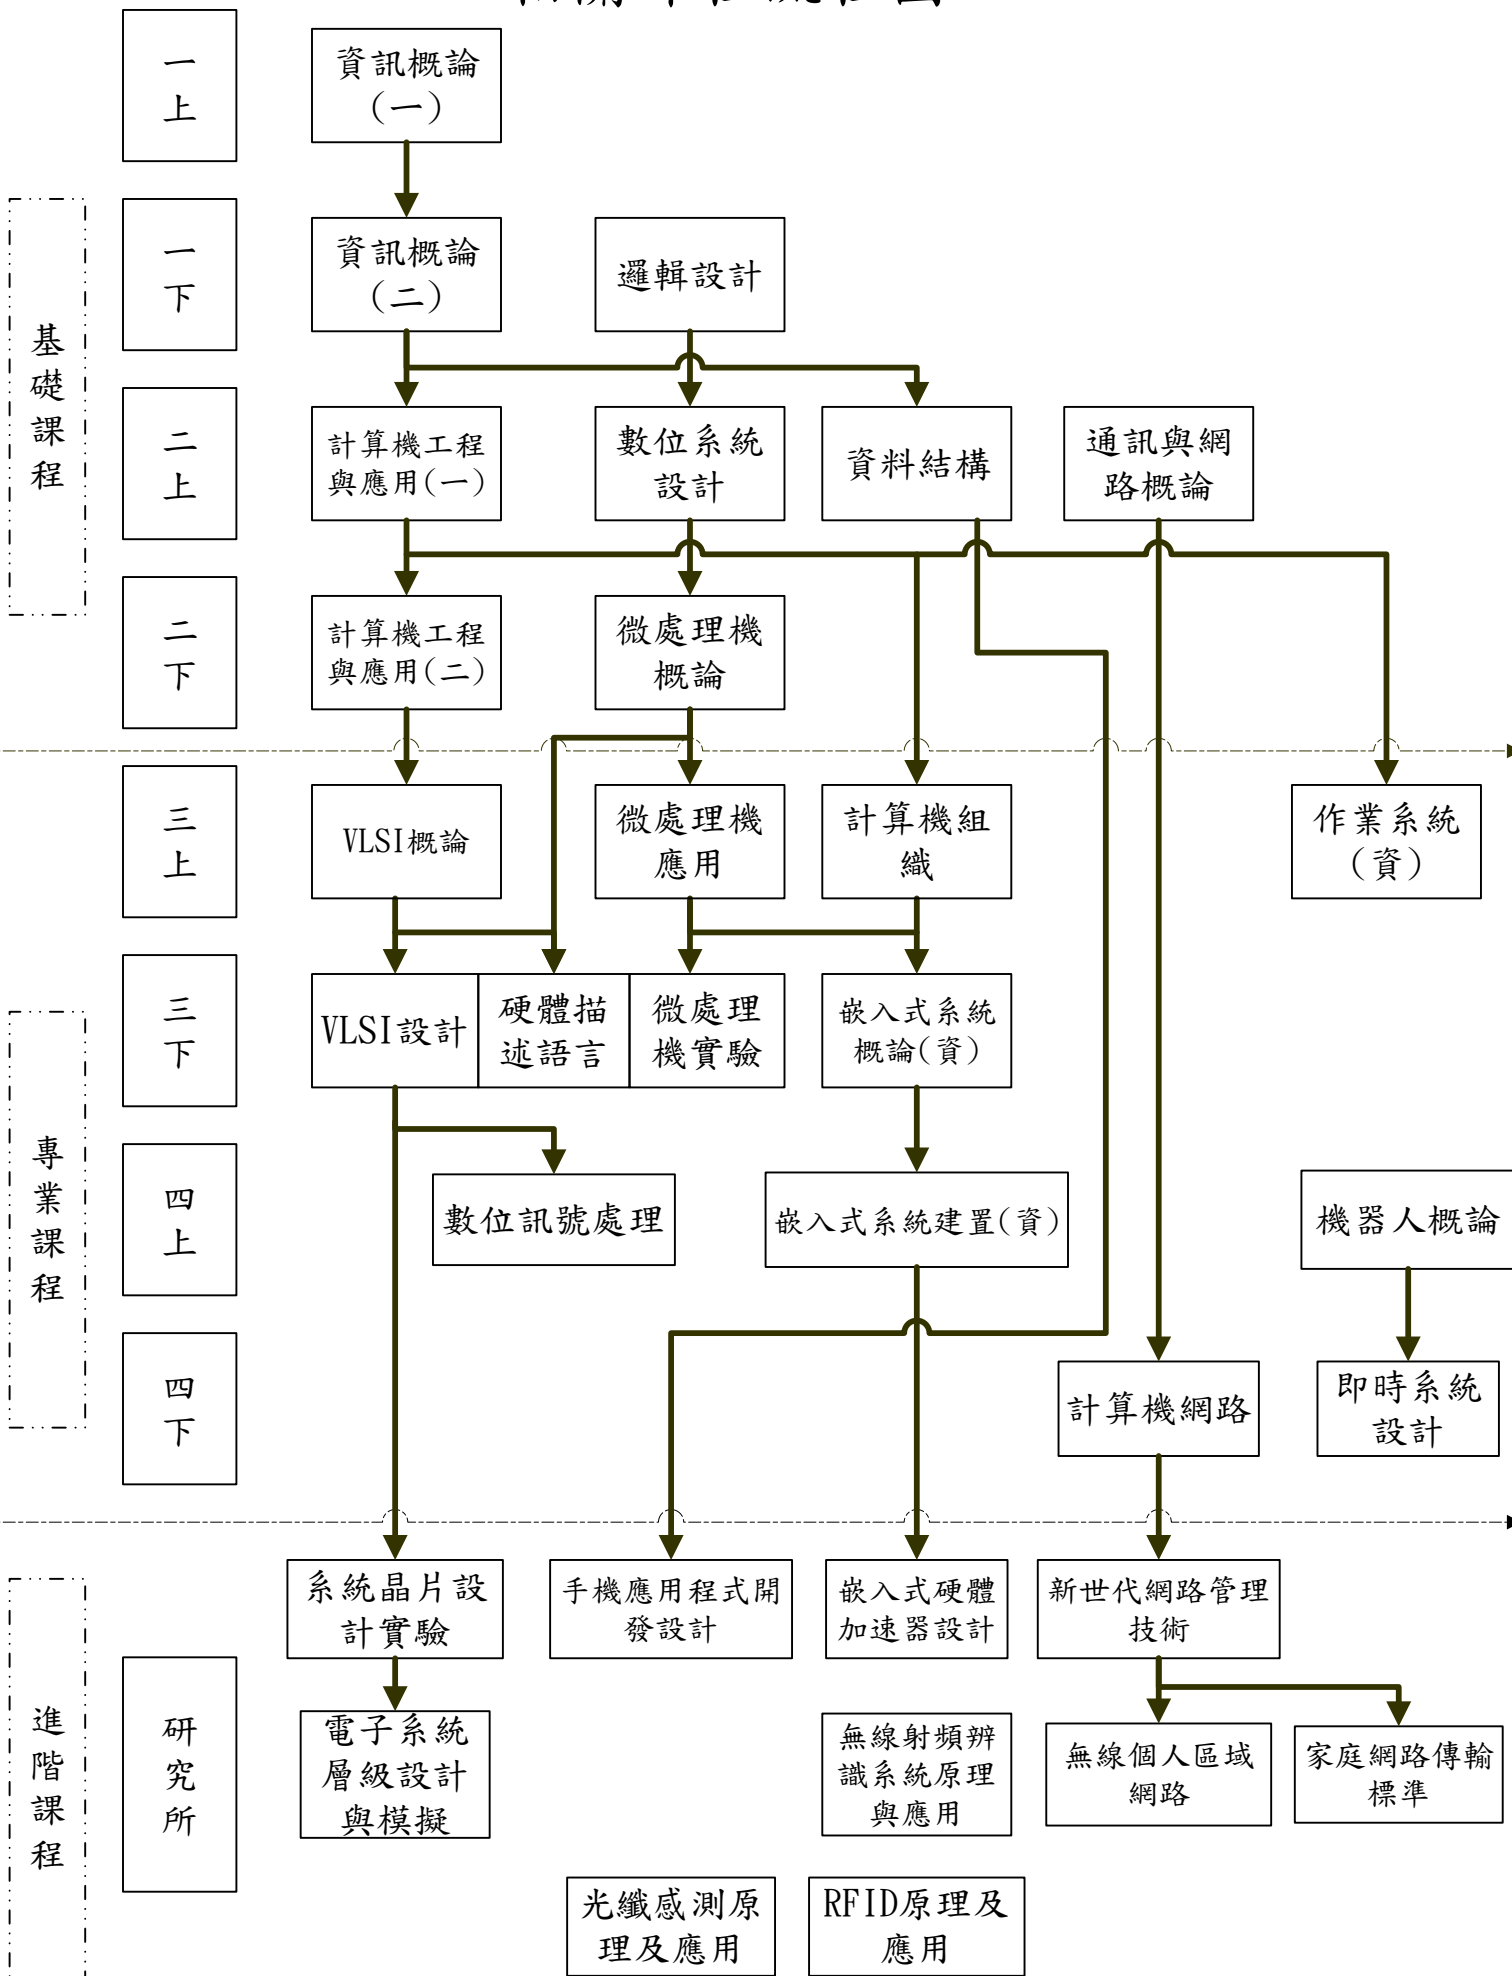 一
上
資訊概論
(一)
基
礎
課
程
一
下
資訊概論
(二)
邏輯設計
二
上
計算機工程
與應用(一)
數位系統
設計
資料結構
通訊與網
路概論
二
下
計算機工程
與應用(二)
微處理機
概論
三
上
VLSI概論
微處理機
應用
計算機組
織
作業系統
(資)
專
業
課
程
三
下
VLSI設計
硬體描
述語言
微處理
機實驗
嵌入式系統
概論(資)
四
上
數位訊號處理
嵌入式系統建置(資)
機器人概論
四
下
計算機網路
即時系統
設計
進
階
課
程
研
究
所
系統晶片設
計實驗
手機應用程式開
發設計
嵌入式硬體
加速器設計
新世代網路管理
技術
電子系統
層級設計
與模擬
無線射頻辨
識系統原理
與應用
無線個人區域
網路
家庭網路傳輸
標準
光纖感測原
理及應用
RFID原理及
應用